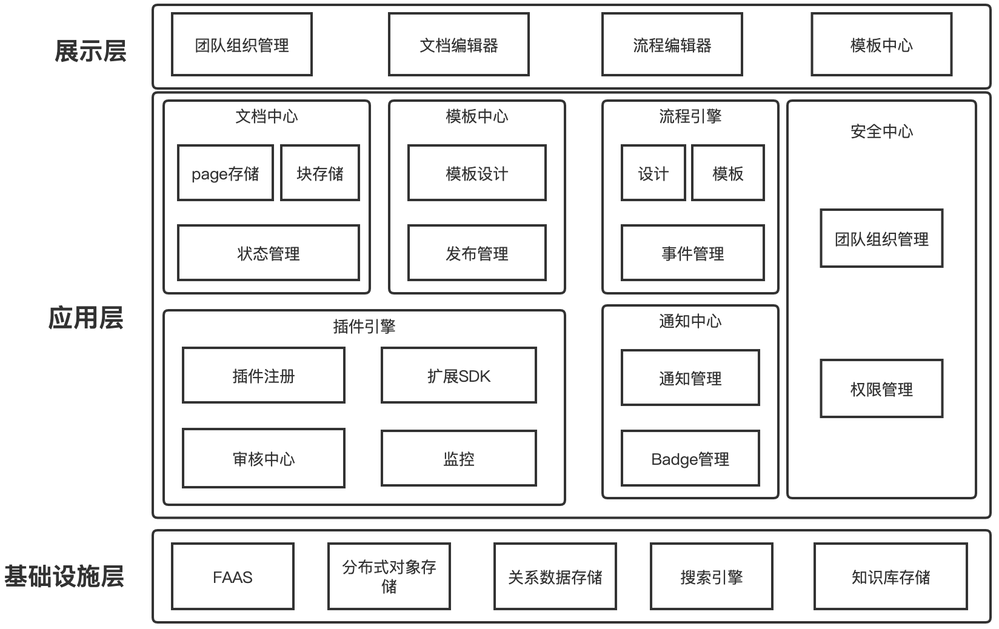 展示层
团队组织管理
文档编辑器
流程编辑器
模板中心
应用层
文档中心
page存储
块存储
状态管理
模板中心
模板设计
发布管理
流程引擎
设计
模板
事件管理
安全中心
团队组织管理
权限管理
插件引擎
插件注册
扩展SDK
审核中心
监控
通知中心
通知管理
Badge管理
基础设施层
FAAS
分布式对象存
储
关系数据存储
搜索引擎
知识库存储